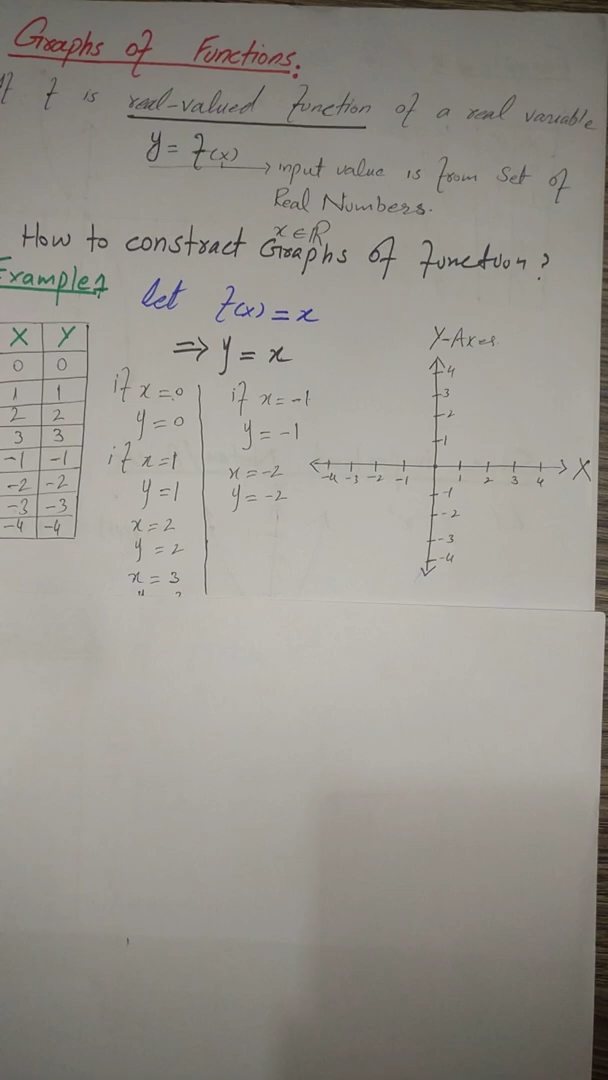 Graphs of Functions.
If f is real-valued function of a real variable
y = f(x) → input value is from set of
Real Numbers.
x ∈ ℝ
How to constract Graphs of function?
Example 1
let f(x) = x
⇒ y = x
X Y
0 0
1 1
2 2
3 3
-1 -1
-2 -2
-3 -3
-4 -4
if x = 0
y = 0
if x = 1
y = 1
x = 2
y = 2
x = 3
if x = -1
y = -1
x = -2
y = -2
Y-Axes
4
3
2
1
-4 -3 -2 -1 1 2 3 4 X
-1
-2
-3
-4